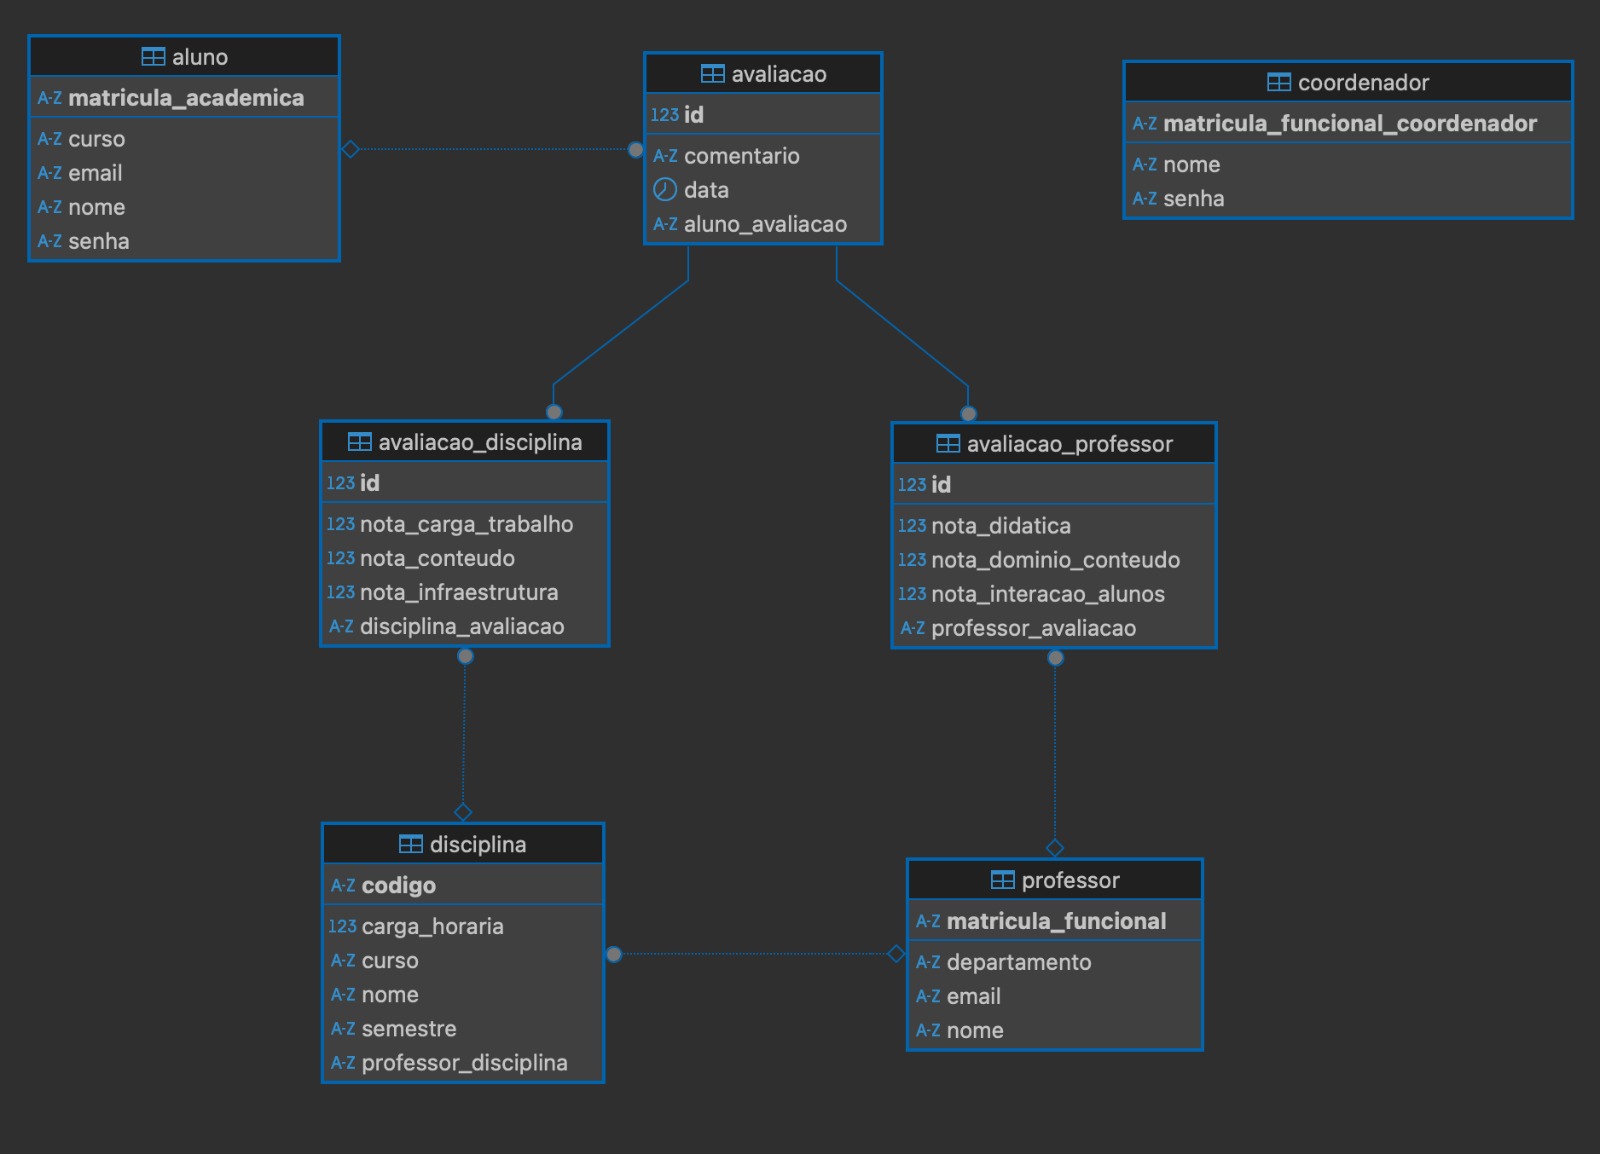 aluno
A-Z matricula_academica
A-Z curso
A-Z email
A-Z nome
A-Z senha
avaliacao
123 id
A-Z comentario
data
A-Z aluno_avaliacao
coordenador
A-Z matricula_funcional_coordenador
A-Z nome
A-Z senha
avaliacao_disciplina
123 id
123 nota_carga_trabalho
123 nota_conteudo
123 nota_infraestrutura
A-Z disciplina_avaliacao
avaliacao_professor
123 id
123 nota_didatica
123 nota_dominio_conteudo
123 nota_interacao_alunos
A-Z professor_avaliacao
disciplina
A-Z codigo
123 carga_horaria
A-Z curso
A-Z nome
A-Z semestre
A-Z professor_disciplina
professor
A-Z matricula_funcional
A-Z departamento
A-Z email
A-Z nome